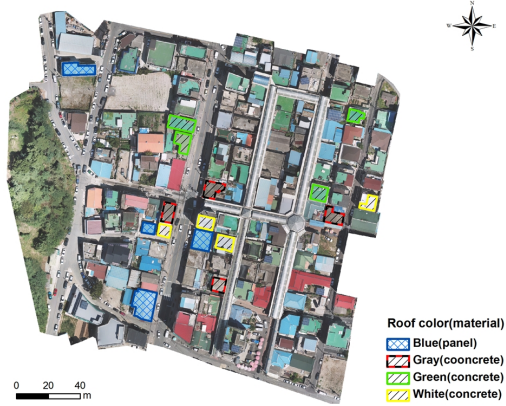 N
W E
S
Roof color(material)
Blue(panel)
Gray(cooncrete)
Green(concrete)
White(concrete)
0 20 40
m